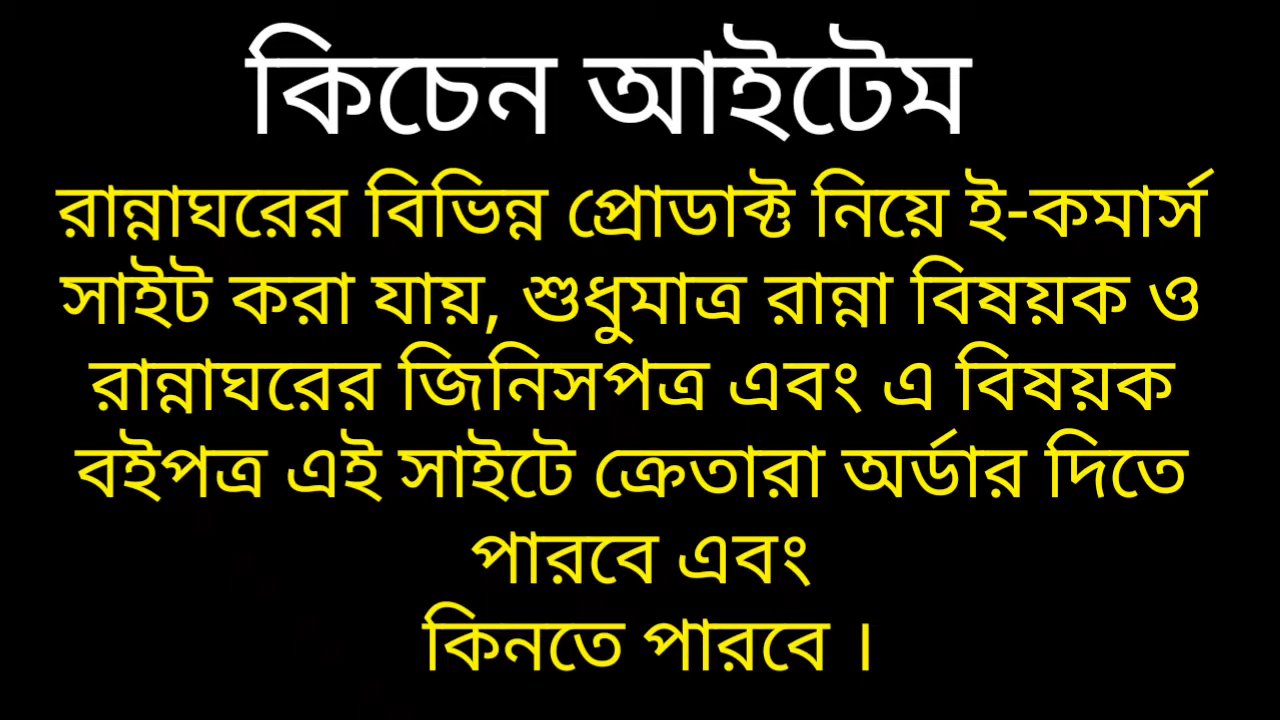 কিচেন আইটেম
রান্নাঘরের বিভিন্ন প্রোডাক্ট নিয়ে ই-কমার্স
সাইট করা যায়, শুধুমাত্র রান্না বিষয়ক ও
রান্নাঘরের জিনিসপত্র এবং এ বিষয়ক
বইপত্র এই সাইটে ক্রেতারা অর্ডার দিতে
পারবে এবং
কিনতে পারবে ।